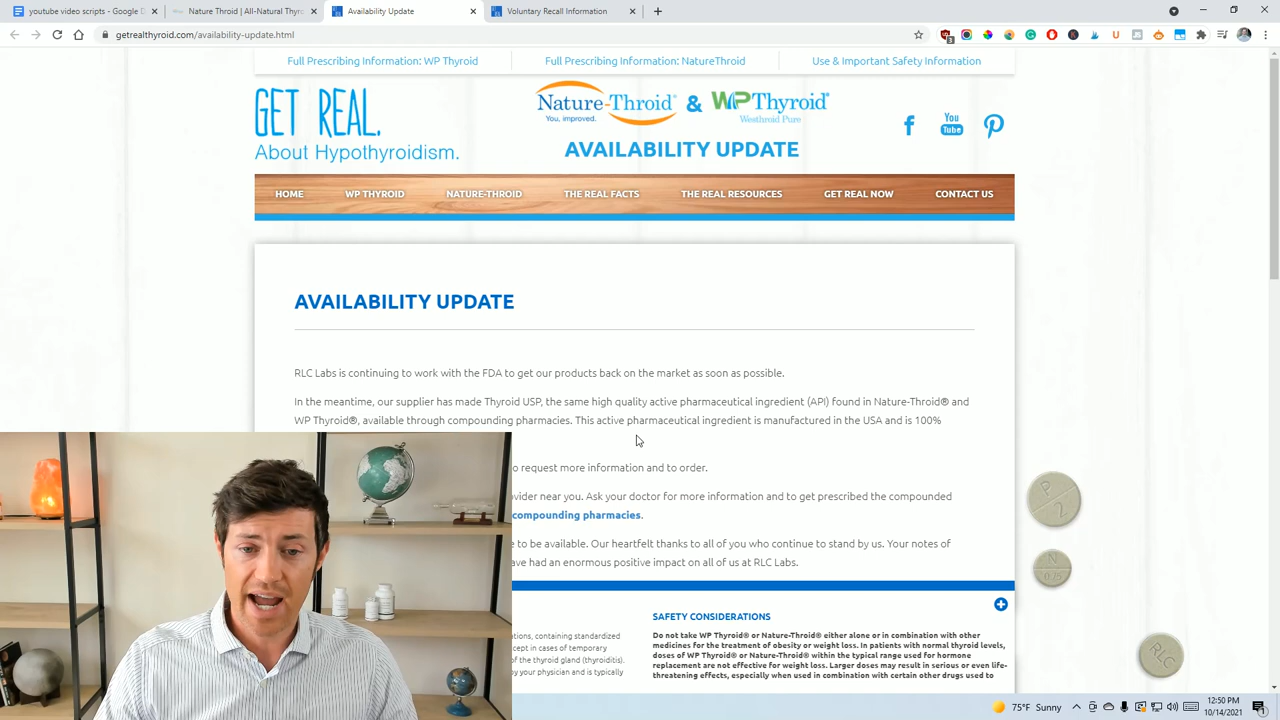 youtube video scripts - Google D
Nature Throid | All-Natural Thyro
Availability Update
Voluntary Recall Information
getrealthyroid.com/availability-update.html
Full Prescribing Information: WP Thyroid
Full Prescribing Information: NatureThroid
Use & Important Safety Information
GET REAL.
About Hypothyroidism.
Nature-Throid®
You, improved.
&
WP Thyroid®
Westhroid Pure
AVAILABILITY UPDATE
You
Tube
HOME
WP THYROID
NATURE-THROID
THE REAL FACTS
THE REAL RESOURCES
GET REAL NOW
CONTACT US
AVAILABILITY UPDATE
RLC Labs is continuing to work with the FDA to get our products back on the market as soon as possible.
In the meantime, our supplier has made Thyroid USP, the same high quality active pharmaceutical ingredient (API) found in Nature-Throid® and
WP Thyroid®, available through compounding pharmacies. This active pharmaceutical ingredient is manufactured in the USA and is 100%
o request more information and to order.
ovider near you. Ask your doctor for more information and to get prescribed the compounded
compounding pharmacies.
e to be available. Our heartfelt thanks to all of you who continue to stand by us. Your notes of
ave had an enormous positive impact on all of us at RLC Labs.
SAFETY CONSIDERATIONS
ations, containing standardized
cept in cases of temporary
of the thyroid gland (thyroiditis).
by your physician and is typically
Do not take WP Thyroid® or Nature-Throid® either alone or in combination with other
medicines for the treatment of obesity or weight loss. In patients with normal thyroid levels,
doses of WP Thyroid® or Nature-Throid® within the typical range used for hormone
replacement are not effective for weight loss. Larger doses may result in serious or even life-
threatening effects, especially when used in combination with certain other drugs used to
P
2
N
0.75
RLC
75°F Sunny
12:50 PM
10/14/2021